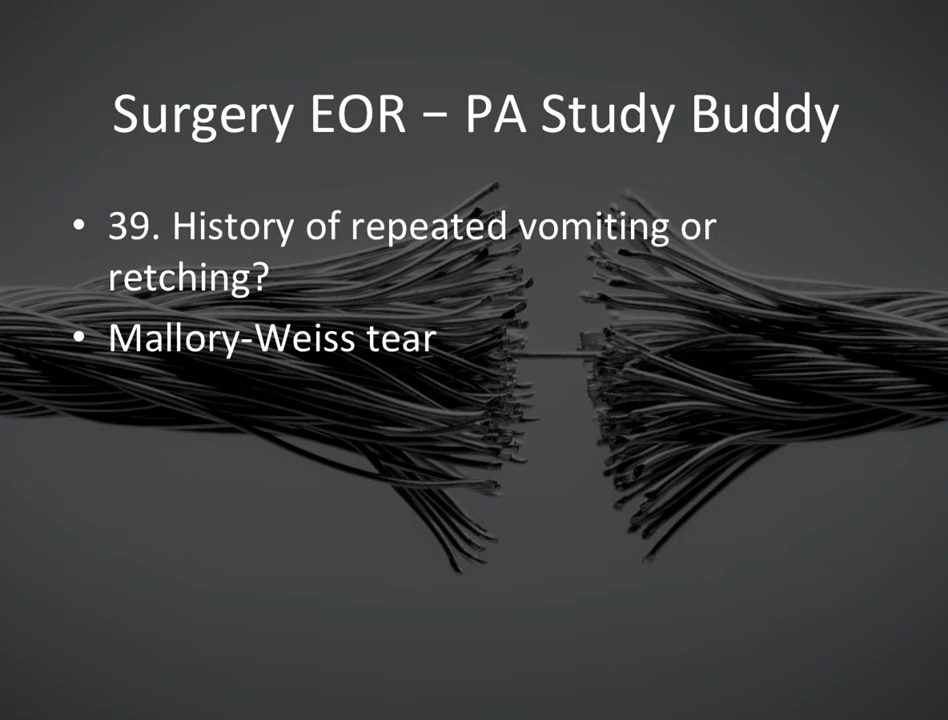 Surgery EOR – PA Study Buddy
• 39. History of repeated vomiting or
retching?
• Mallory-Weiss tear